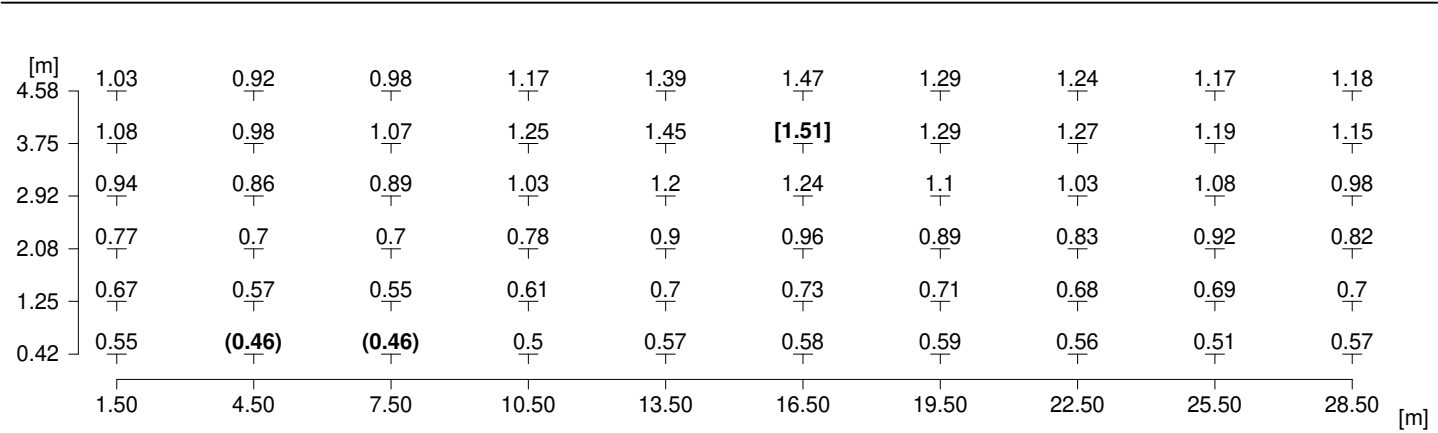 [m]
4.58 1.03 0.92 0.98 1.17 1.39 1.47 1.29 1.24 1.17 1.18
3.75 1.08 0.98 1.07 1.25 1.45 [1.51] 1.29 1.27 1.19 1.15
2.92 0.94 0.86 0.89 1.03 1.2 1.24 1.1 1.03 1.08 0.98
2.08 0.77 0.7 0.7 0.78 0.9 0.96 0.89 0.83 0.92 0.82
1.25 0.67 0.57 0.55 0.61 0.7 0.73 0.71 0.68 0.69 0.7
0.42 0.55 (0.46) (0.46) 0.5 0.57 0.58 0.59 0.56 0.51 0.57
1.50 4.50 7.50 10.50 13.50 16.50 19.50 22.50 25.50 28.50 [m]